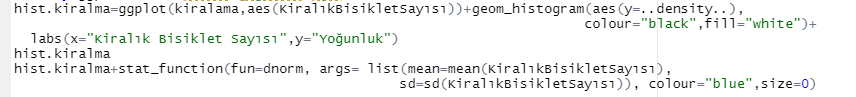 hist.kiralma=ggplot(kiralama,aes(KiralıkBisikletSayısı))+geom_histogram(aes(y=..density..),
colour="black",fill="white")+
labs(x="Kiralık Bisiklet Sayısı",y="Yoğunluk")
hist.kiralma
hist.kiralma+stat_function(fun=dnorm, args= list(mean=mean(KiralıkBisikletSayısı),
sd=sd(KiralıkBisikletSayısı)), colour="blue",size=0)